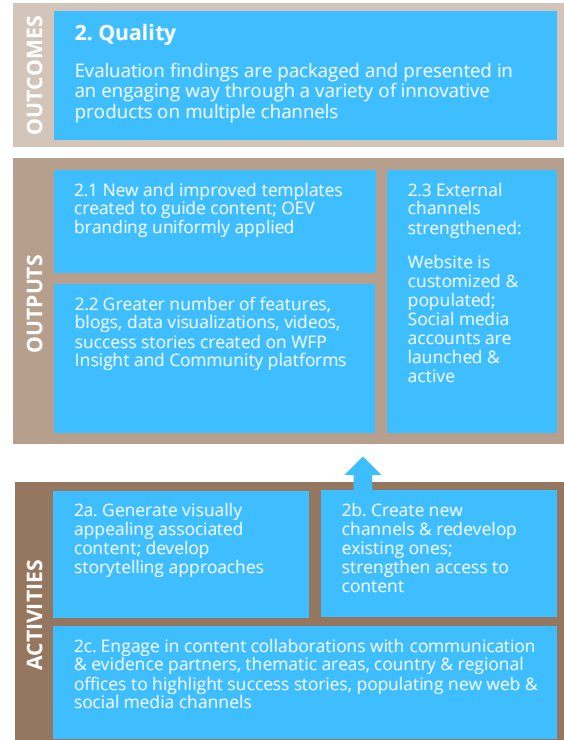 OUTCOMES
2. Quality
Evaluation findings are packaged and presented in
an engaging way through a variety of innovative
products on multiple channels
OUTPUTS
2.1 New and improved templates
created to guide content; OEV
branding uniformly applied
2.2 Greater number of features,
blogs, data visualizations, videos,
success stories created on WFP
Insight and Community platforms
2.3 External
channels
strengthened:
Website is
customized &
populated;
Social media
accounts are
launched &
active
ACTIVITIES
2a. Generate visually
appealing associated
content; develop
storytelling approaches
2b. Create new
channels & redevelop
existing ones;
strengthen access to
content
2c. Engage in content collaborations with communication
& evidence partners, thematic areas, country & regional
offices to highlight success stories, populating new web &
social media channels